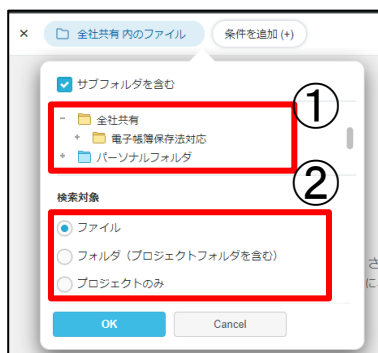 × 全社共有 内のファイル 条件を追加 (+)
サブフォルダを含む
①
- 全社共有
+ 電子帳簿保存法対応
+ パーソナルフォルダ
②
検索対象
ファイル
フォルダ（プロジェクトフォルダを含む）
プロジェクトのみ
OK Cancel